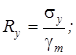 R_y = σ_y / γ_m ;